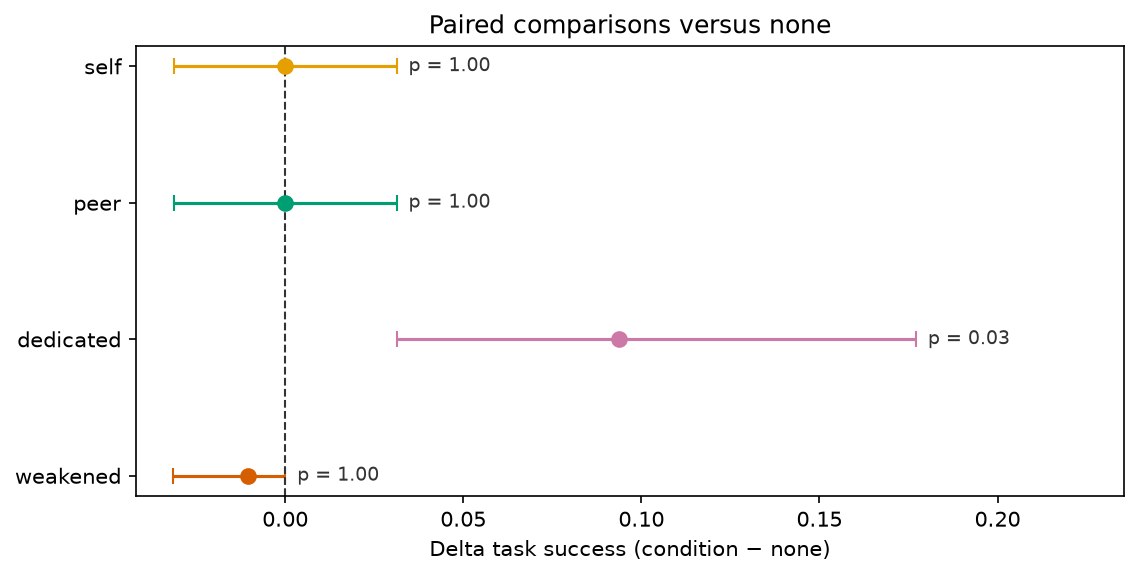 Paired comparisons versus none
self
p = 1.00
peer
p = 1.00
dedicated
p = 0.03
weakened
p = 1.00
0.00 0.05 0.10 0.15 0.20
Delta task success (condition − none)